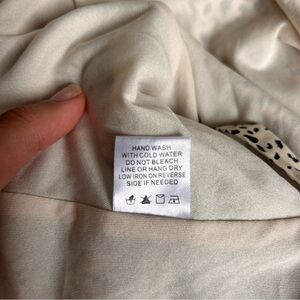 HAND WASH
WITH COLD WATER
DO NOT BLEACH
LINE OR HANG DRY
LOW IRON ON REVERSE
SIDE IF NEEDED